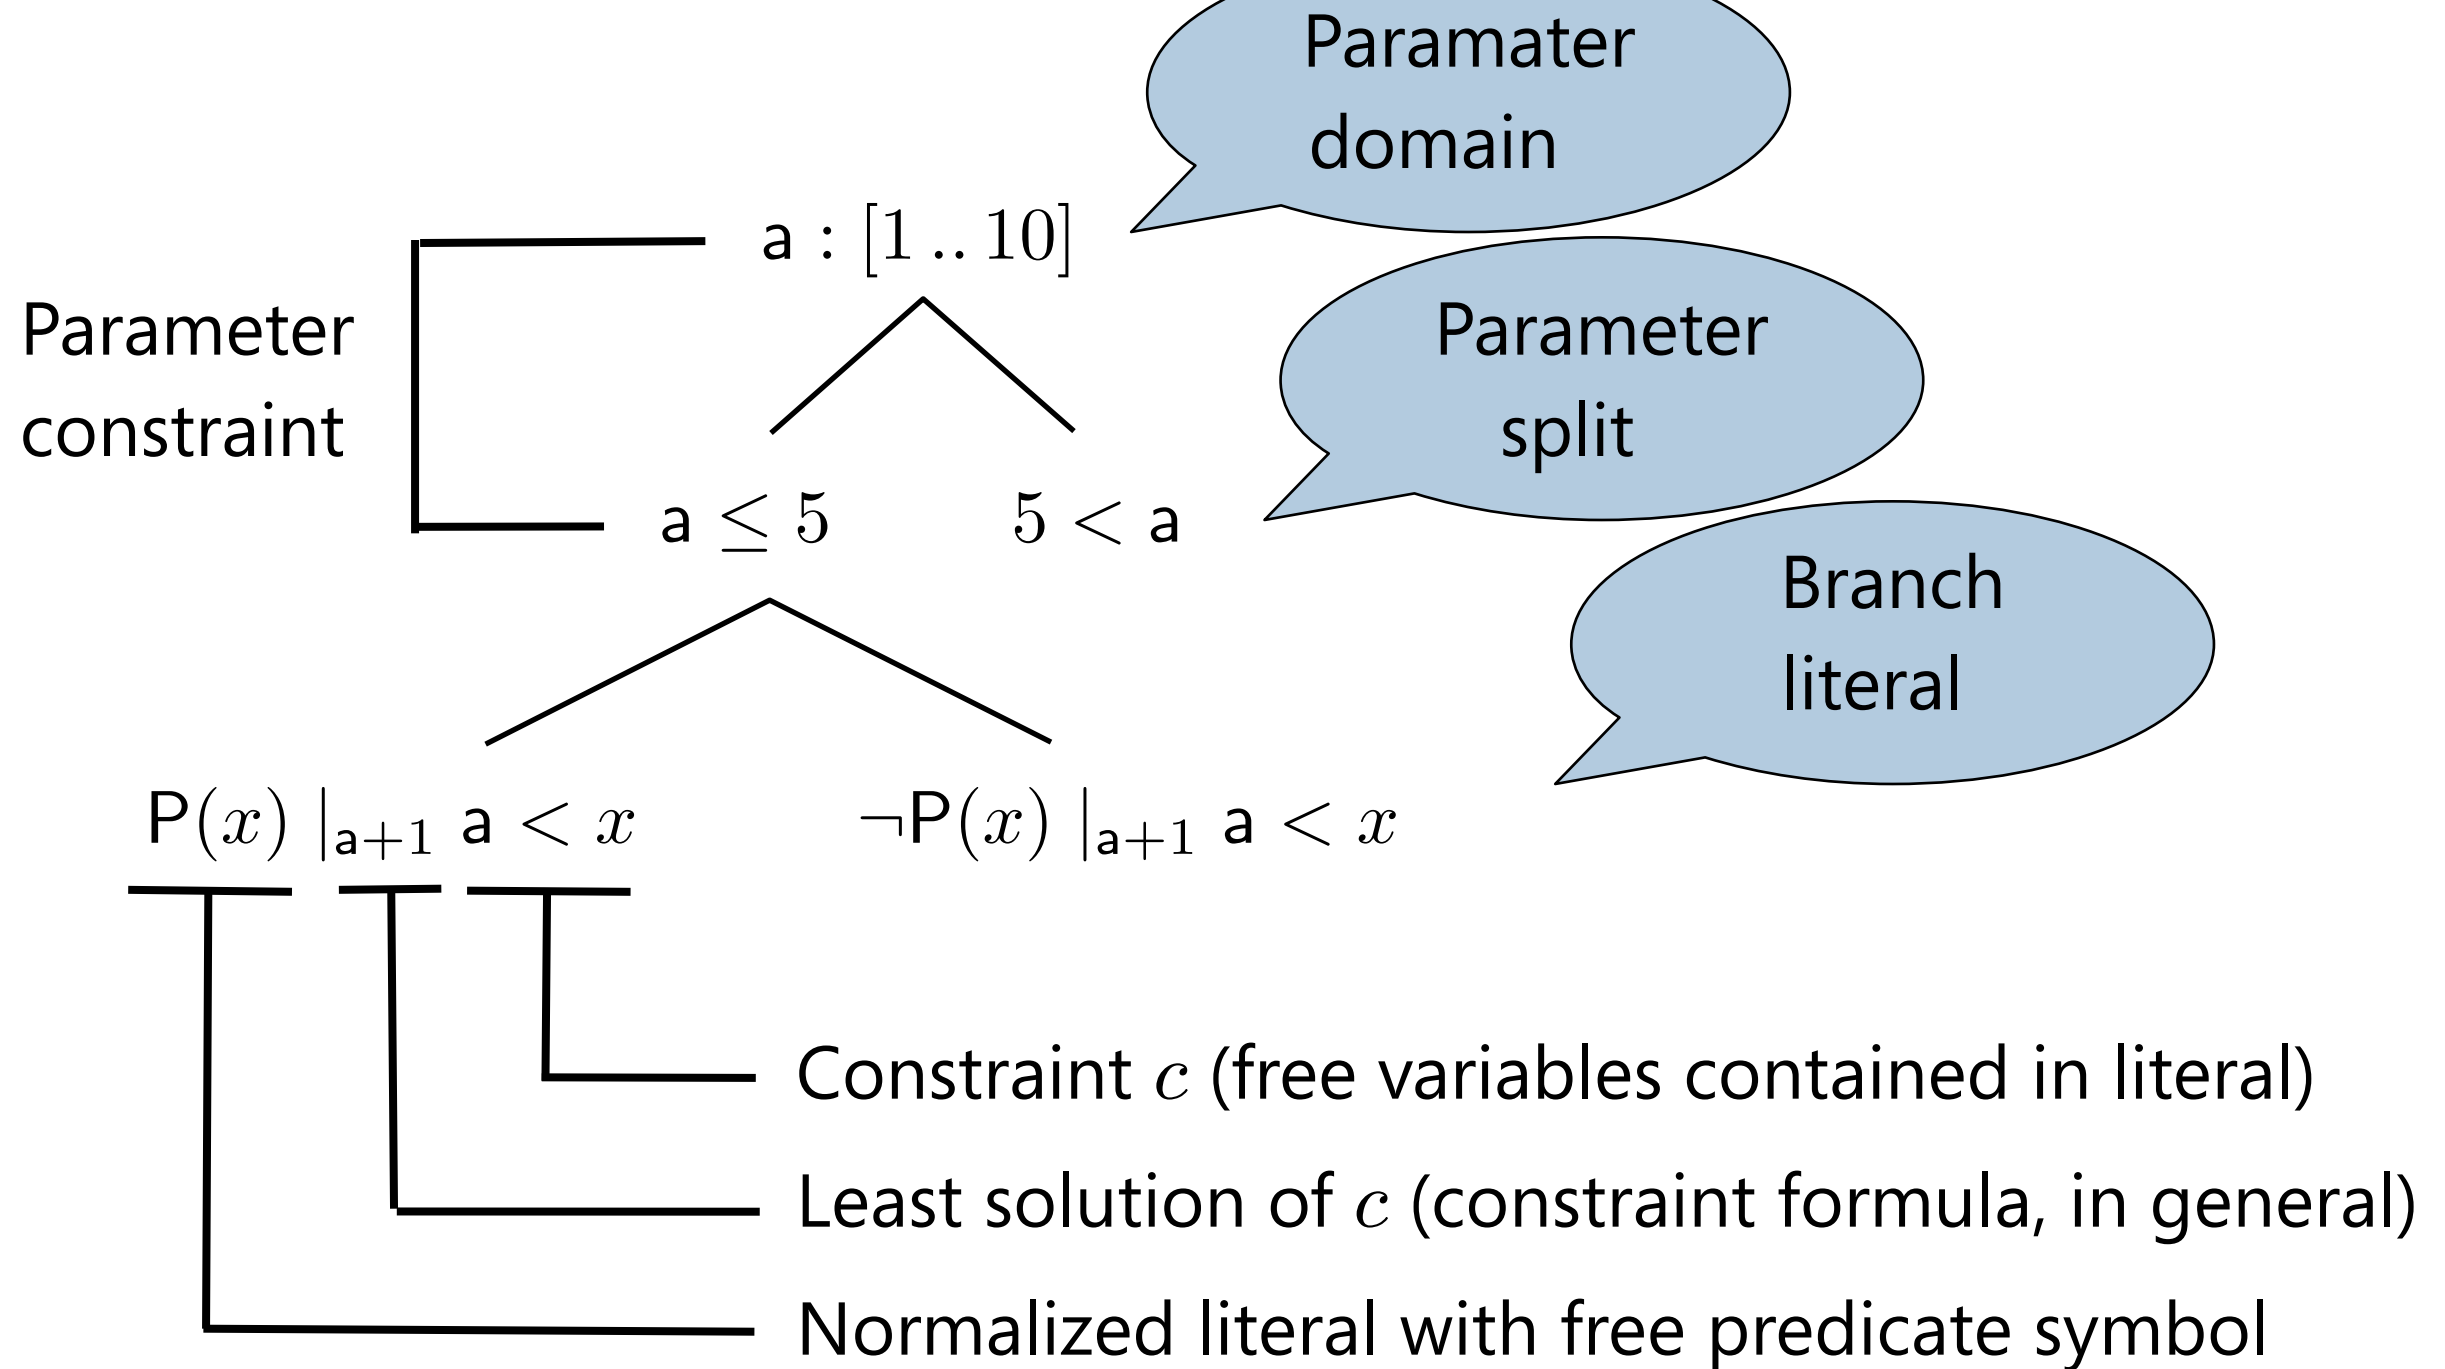 Paramater
domain
a : [1 .. 10]
Parameter
constraint
Parameter
split
a ≤ 5
5 < a
Branch
literal
P(x) |ₐ₊₁ a < x
¬P(x) |ₐ₊₁ a < x
Constraint c (free variables contained in literal)
Least solution of c (constraint formula, in general)
Normalized literal with free predicate symbol